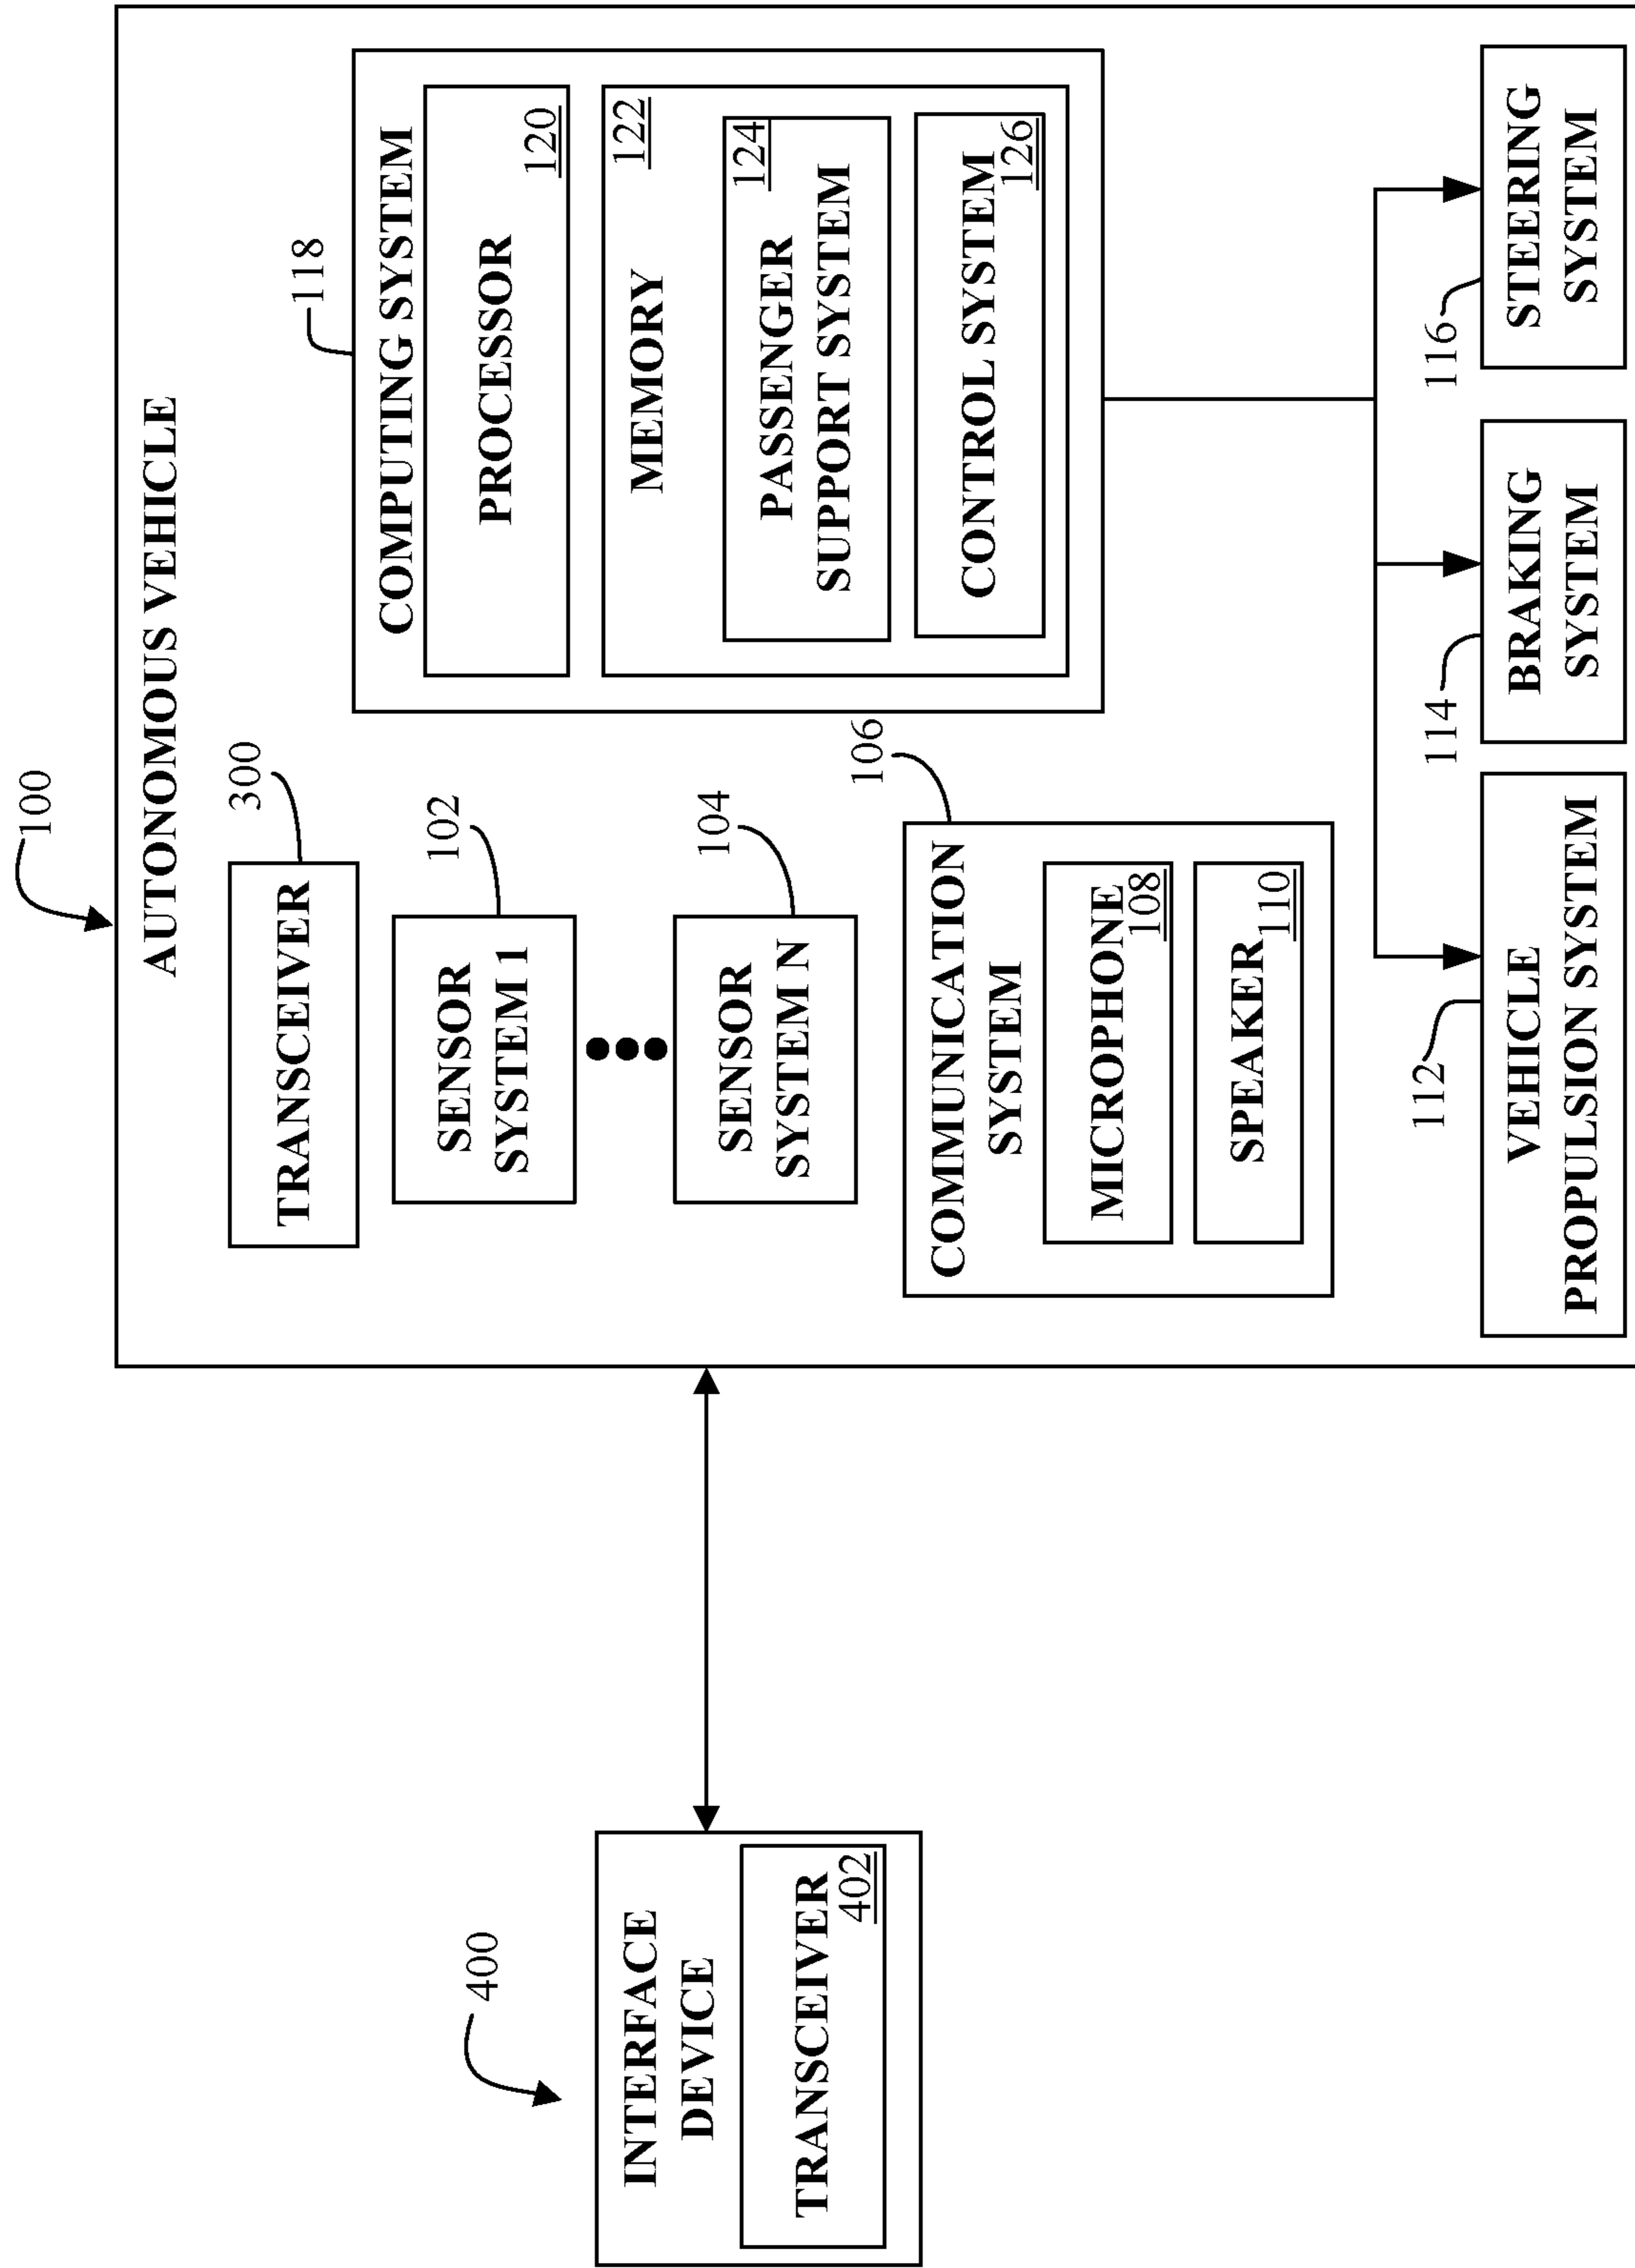 100
AUTONOMOUS VEHICLE
TRANSCEIVER
300
118
COMPUTING SYSTEM
PROCESSOR
120
MEMORY
122
PASSENGER
SUPPORT SYSTEM
124
CONTROL SYSTEM
126
SENSOR
SYSTEM 1
102
SENSOR
SYSTEM N
104
COMMUNICATION
SYSTEM
106
MICROPHONE
108
SPEAKER
110
400
INTERFACE
DEVICE
TRANSCEIVER
402
112
VEHICLE
PROPULSION SYSTEM
114
BRAKING
SYSTEM
116
STEERING
SYSTEM